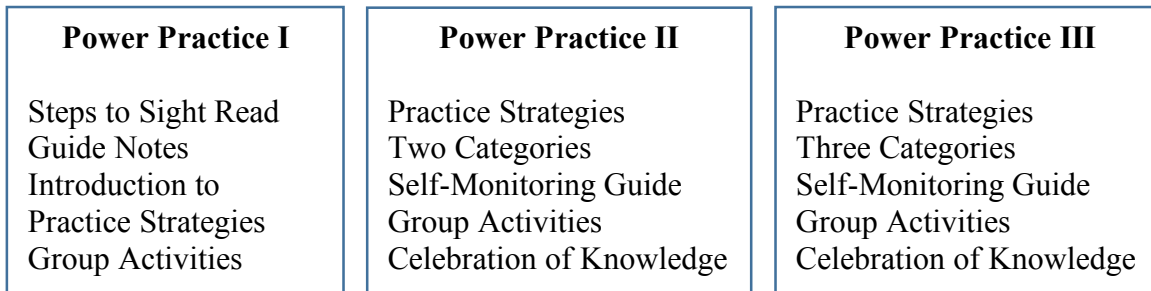 Power Practice I
Steps to Sight Read
Guide Notes
Introduction to
Practice Strategies
Group Activities
Power Practice II
Practice Strategies
Two Categories
Self-Monitoring Guide
Group Activities
Celebration of Knowledge
Power Practice III
Practice Strategies
Three Categories
Self-Monitoring Guide
Group Activities
Celebration of Knowledge